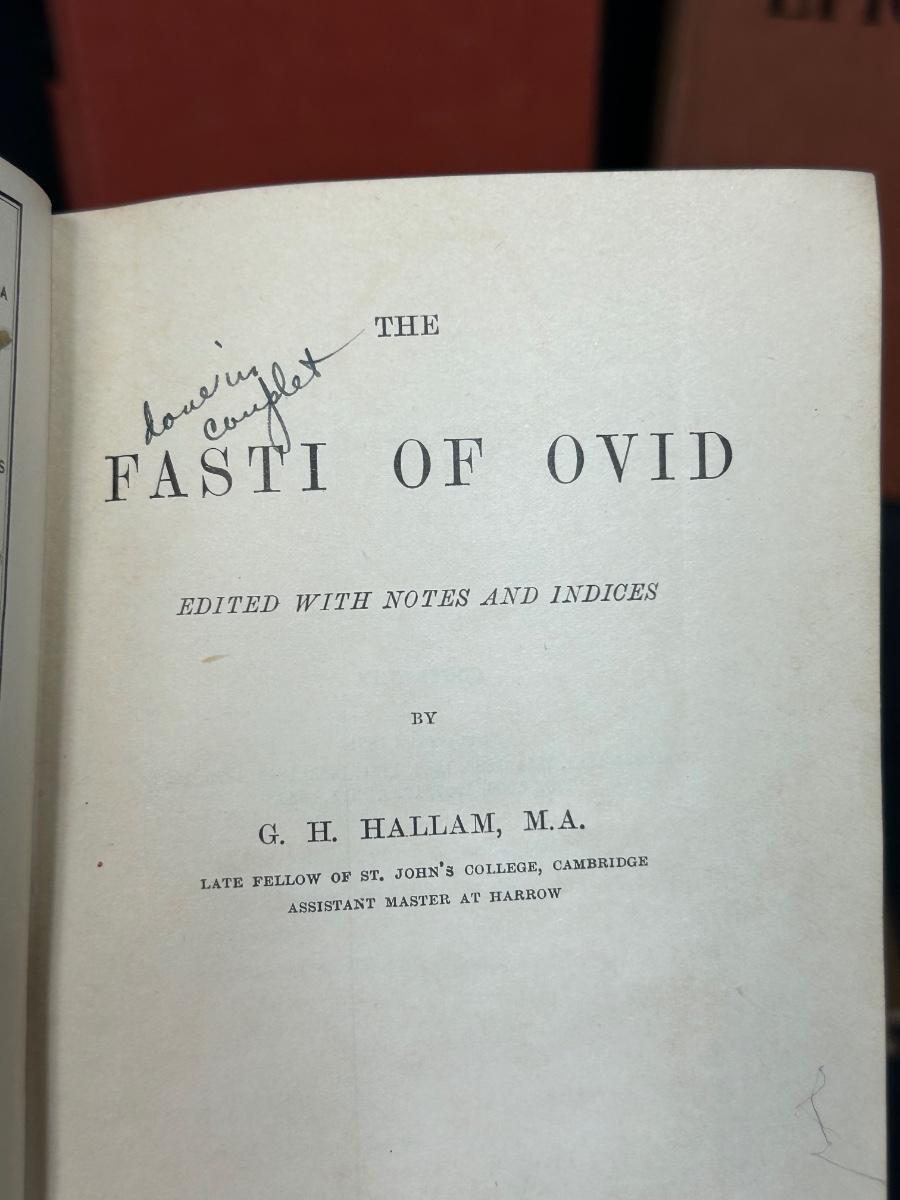 THE
done in
couplet
FASTI OF OVID
EDITED WITH NOTES AND INDICES
BY
G. H. HALLAM, M.A.
LATE FELLOW OF ST. JOHN'S COLLEGE, CAMBRIDGE
ASSISTANT MASTER AT HARROW